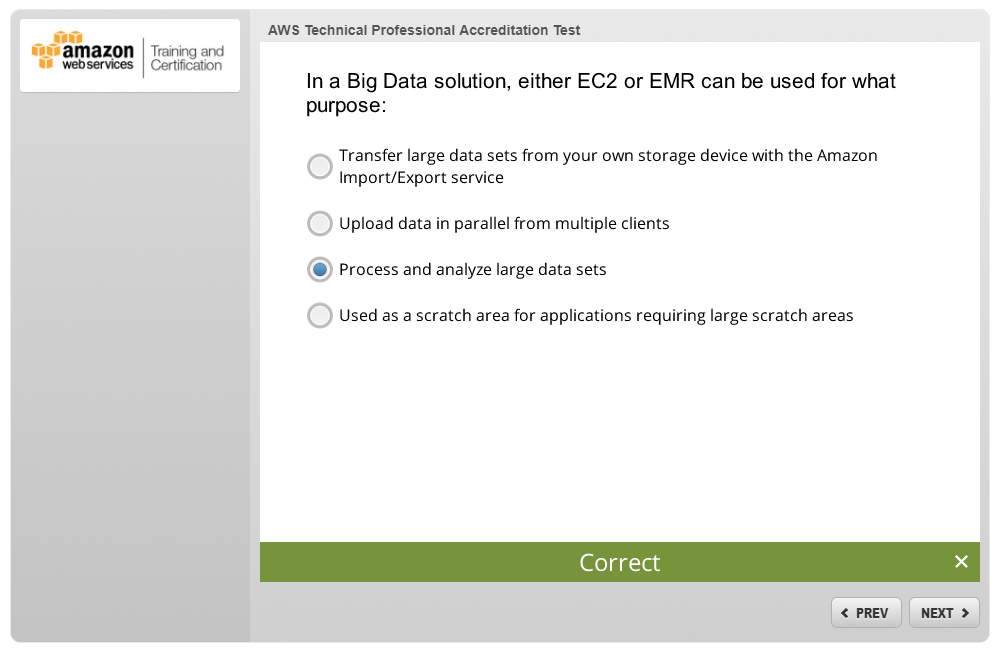 amazon
webservices
Training and
Certification
AWS Technical Professional Accreditation Test
In a Big Data solution, either EC2 or EMR can be used for what
purpose:
Transfer large data sets from your own storage device with the Amazon
Import/Export service
Upload data in parallel from multiple clients
Process and analyze large data sets
Used as a scratch area for applications requiring large scratch areas
Correct
PREV
NEXT